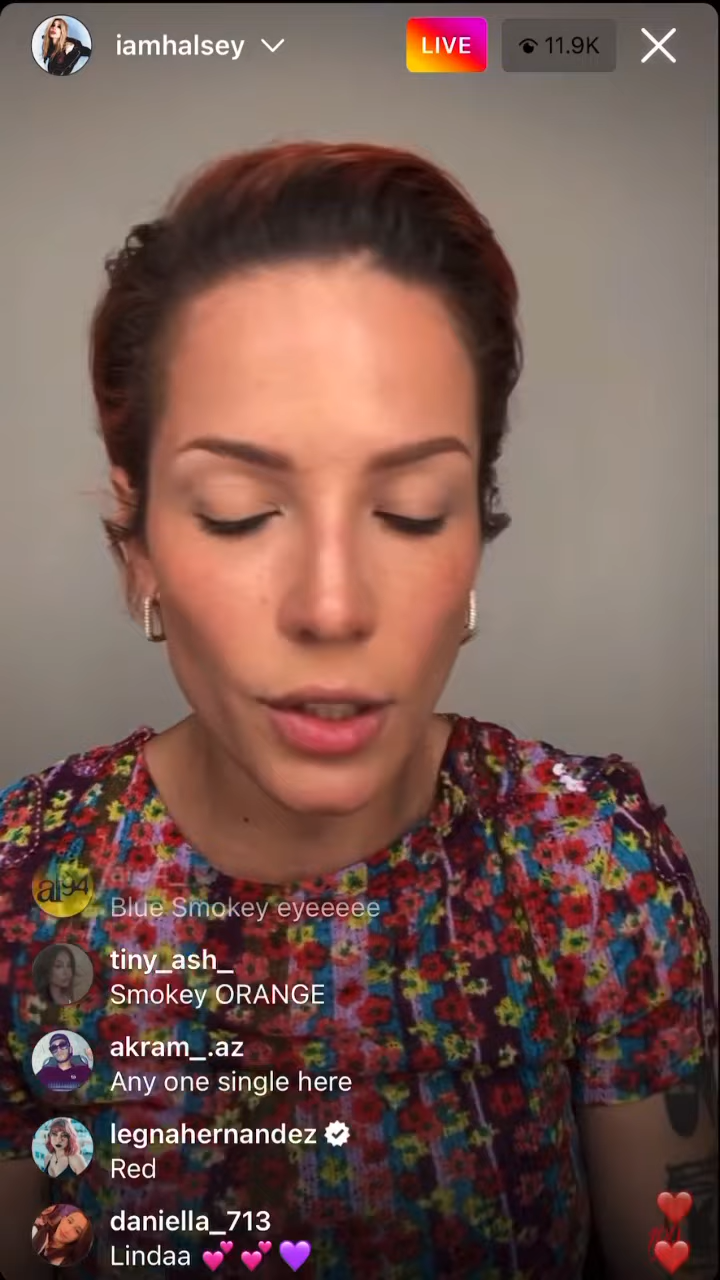 iamhalsey
LIVE
11.9K
al94
Blue Smokey eyeeeee
tiny_ash_
Smokey ORANGE
akram_.az
Any one single here
legnahernandez
Red
daniella_713
Lindaa 💕💕💜